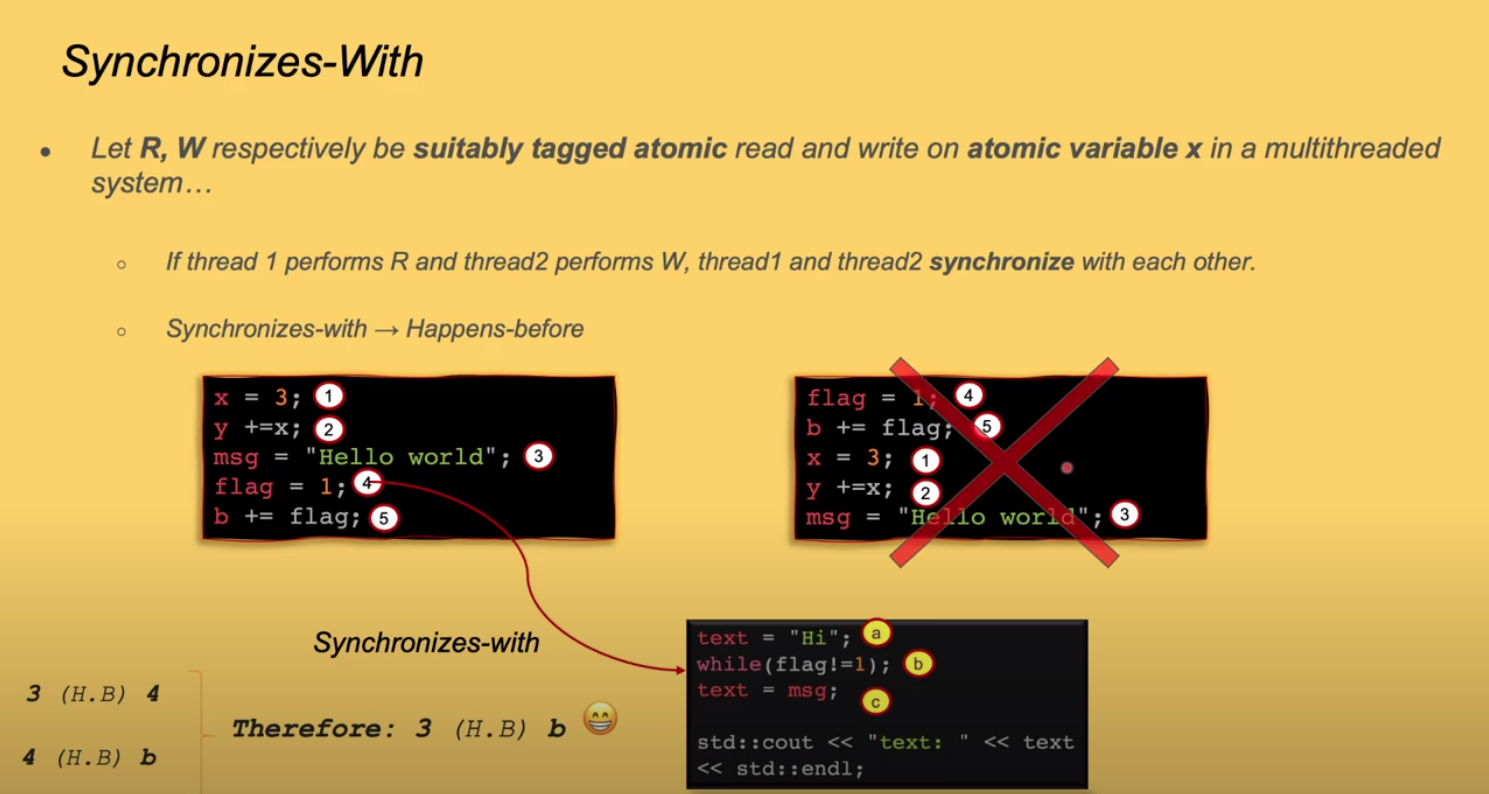 Synchronizes-With
• Let R, W respectively be suitably tagged atomic read and write on atomic variable x in a multithreaded
system…
○ If thread 1 performs R and thread2 performs W, thread1 and thread2 synchronize with each other.
○ Synchronizes-with → Happens-before
x = 3; 1
y +=x; 2
msg = "Hello world"; 3
flag = 1; 4
b += flag; 5
flag = 1; 4
b += flag; 5
x = 3; 1
y +=x; 2
msg = "Hello world"; 3
Synchronizes-with
3 (H.B) 4
4 (H.B) b
Therefore: 3 (H.B) b
text = "Hi"; a
while(flag!=1); b
text = msg; c
std::cout << "text: " << text
<< std::endl;